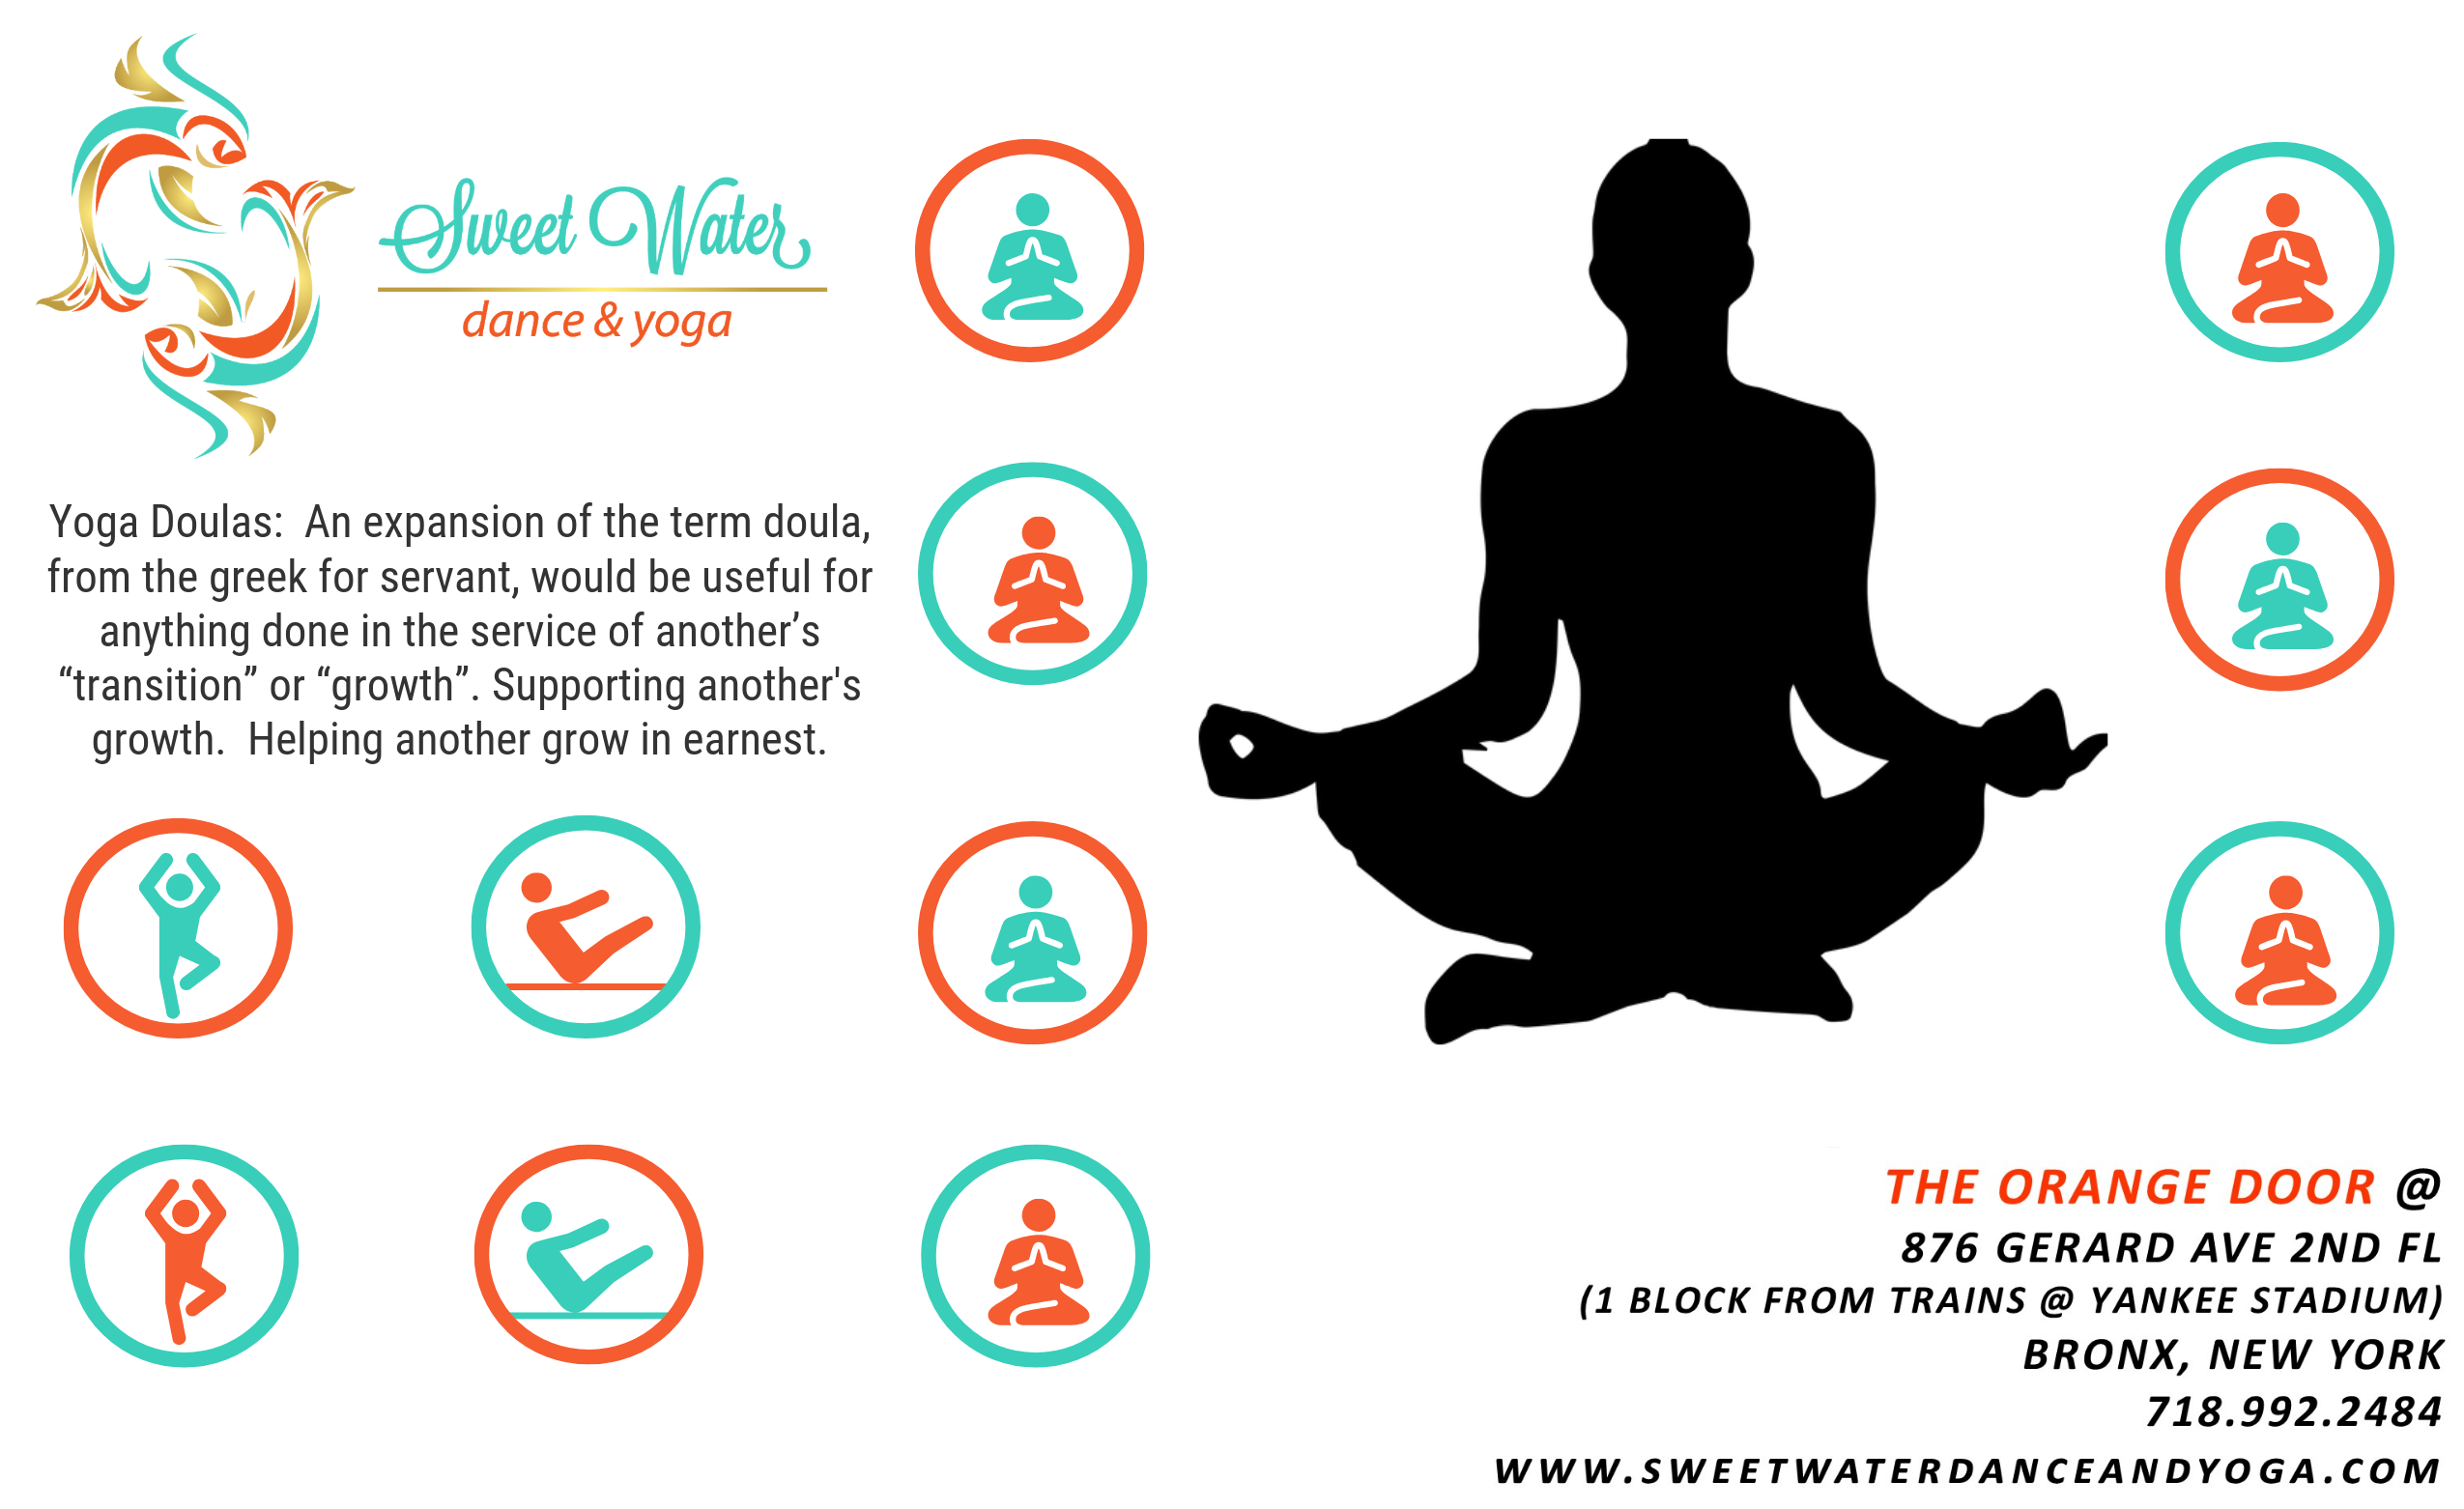 Sweet Water
dance & yoga
Yoga Doulas:  An expansion of the term doula,
from the greek for servant, would be useful for
anything done in the service of another’s
“transition” or “growth”. Supporting another's
growth.  Helping another grow in earnest.
THE ORANGE DOOR @
876 GERARD AVE 2ND FL
(1 BLOCK FROM TRAINS @ YANKEE STADIUM)
BRONX, NEW YORK
718.992.2484
WWW.SWEETWATERDANCEANDYOGA.COM